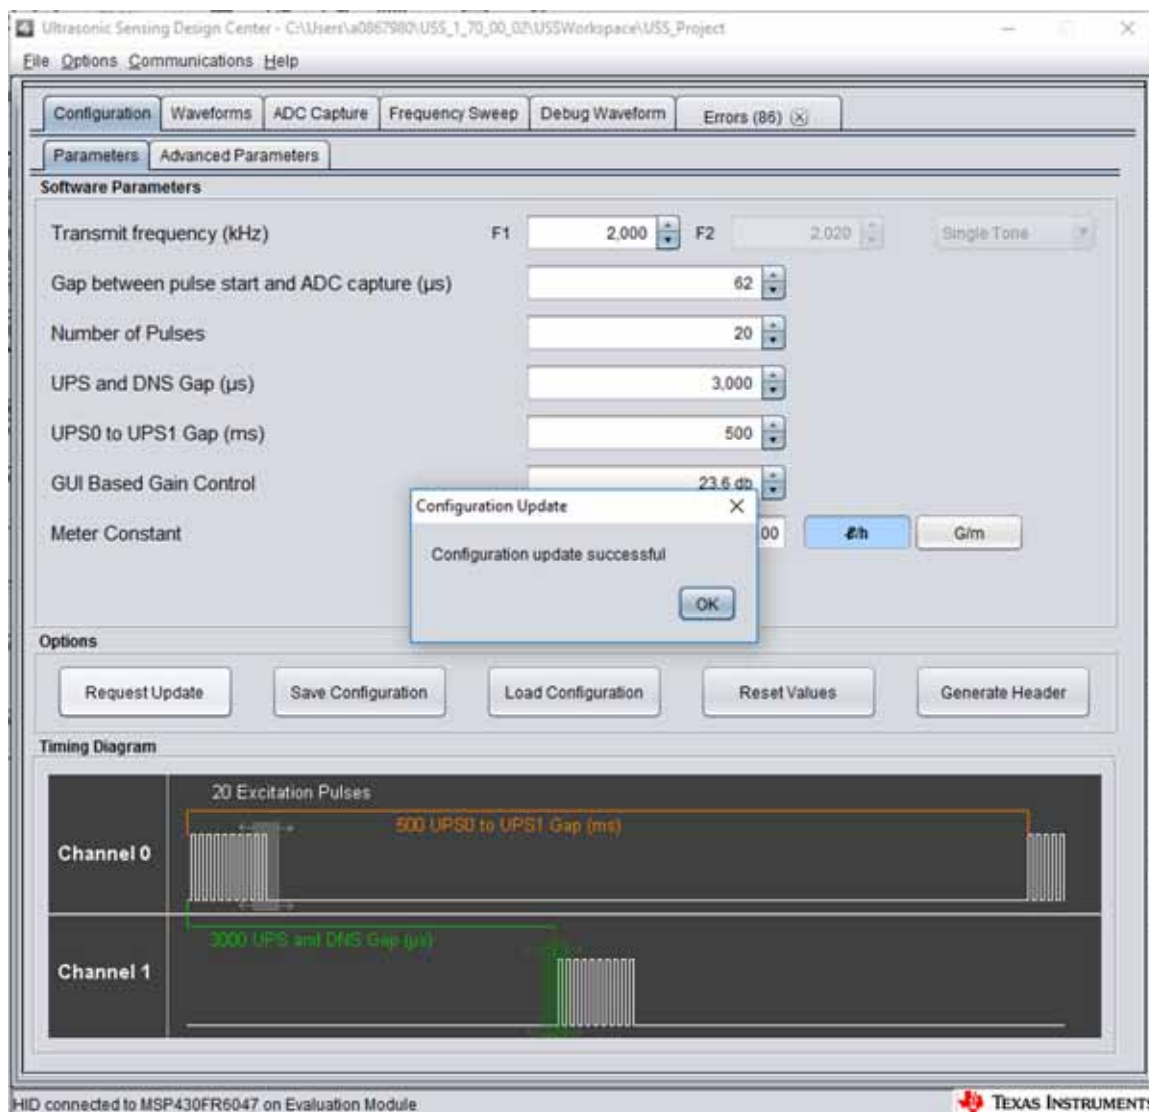 Ultrasonic Sensing Design Center - C:\Users\a0867980\USS_1_70_00_02\USSWorkspace\USS_Project
File Options Communications Help
Configuration Waveforms ADC Capture Frequency Sweep Debug Waveform Errors (86)
Parameters Advanced Parameters
Software Parameters
Transmit frequency (kHz) F1 2,000 F2 2,020 Single Tone
Gap between pulse start and ADC capture (µs) 62
Number of Pulses 20
UPS and DNS Gap (µs) 3,000
UPS0 to UPS1 Gap (ms) 500
GUI Based Gain Control 23.6 db
Configuration Update
Meter Constant 00 ℓ/h G/m
Configuration update successful
OK
Options
Request Update Save Configuration Load Configuration Reset Values Generate Header
Timing Diagram
20 Excitation Pulses
500 UPS0 to UPS1 Gap (ms)
Channel 0
3000 UPS and DNS Gap (µs)
Channel 1
HID connected to MSP430FR6047 on Evaluation Module
TEXAS INSTRUMENTS